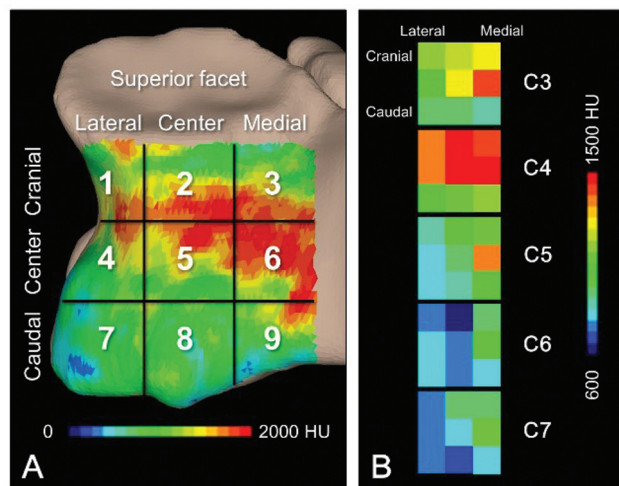 Superior facet
Lateral Center Medial
Cranial
Center
Caudal
1 2 3
4 5 6
7 8 9
0 2000 HU
A
Lateral Medial
Cranial
Caudal
C3
C4
C5
C6
C7
1500 HU
600
B